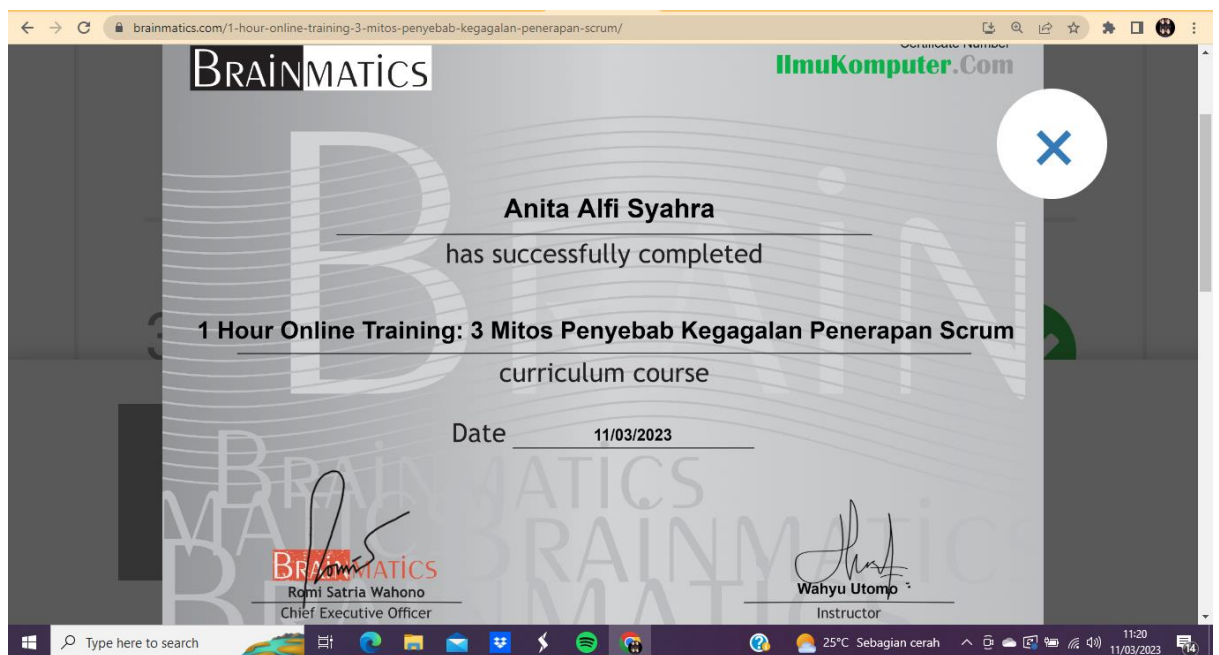 brainmatics.com/1-hour-online-training-3-mitos-penyebab-kegagalan-penerapan-scrum/
Certificate Number
BRAINMATICS
IlmuKomputer.Com
Anita Alfi Syahra
has successfully completed
1 Hour Online Training: 3 Mitos Penyebab Kegagalan Penerapan Scrum
curriculum course
Date 11/03/2023
BRAINMATICS
Romi Satria Wahono
Chief Executive Officer
Wahyu Utomo
Instructor
Type here to search
25°C Sebagian cerah
11:20
11/03/2023
14